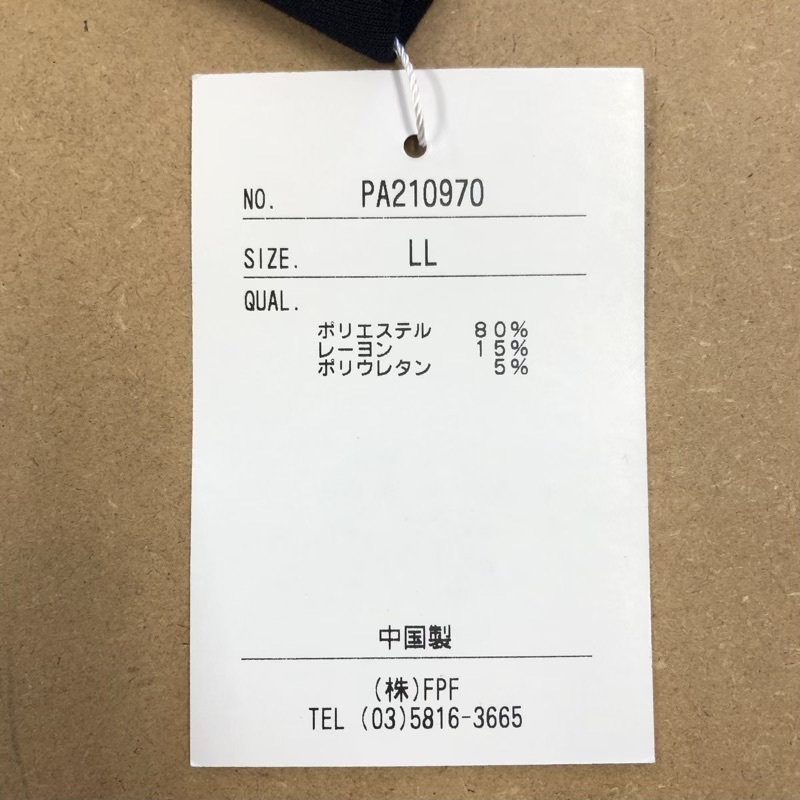 NO. PA210970
SIZE. LL
QUAL.
ポリエステル 80%
レーヨン 15%
ポリウレタン 5%
中国製
(株)FPF
TEL (03)5816-3665